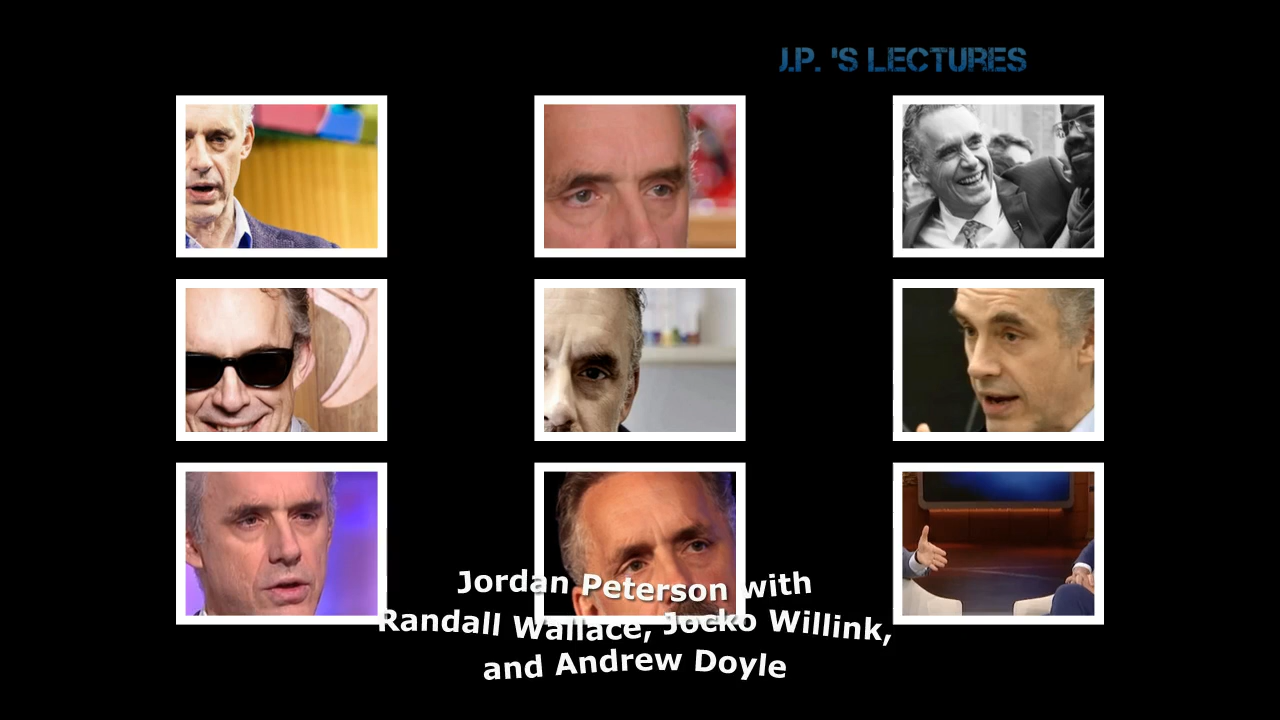 J.P. 'S LECTURES
Jordan Peterson with
Randall Wallace, Jocko Willink,
and Andrew Doyle